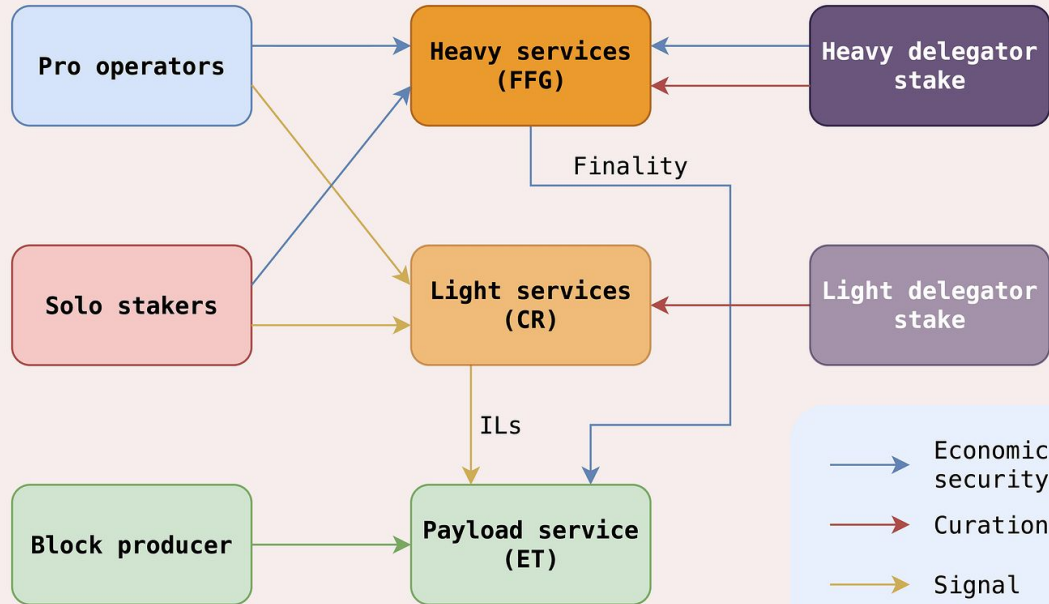 Pro operators
Heavy services
(FFG)
Heavy delegator
stake
Finality
Solo stakers
Light services
(CR)
Light delegator
stake
ILs
Block producer
Payload service
(ET)
Economic
security
Curation
Signal